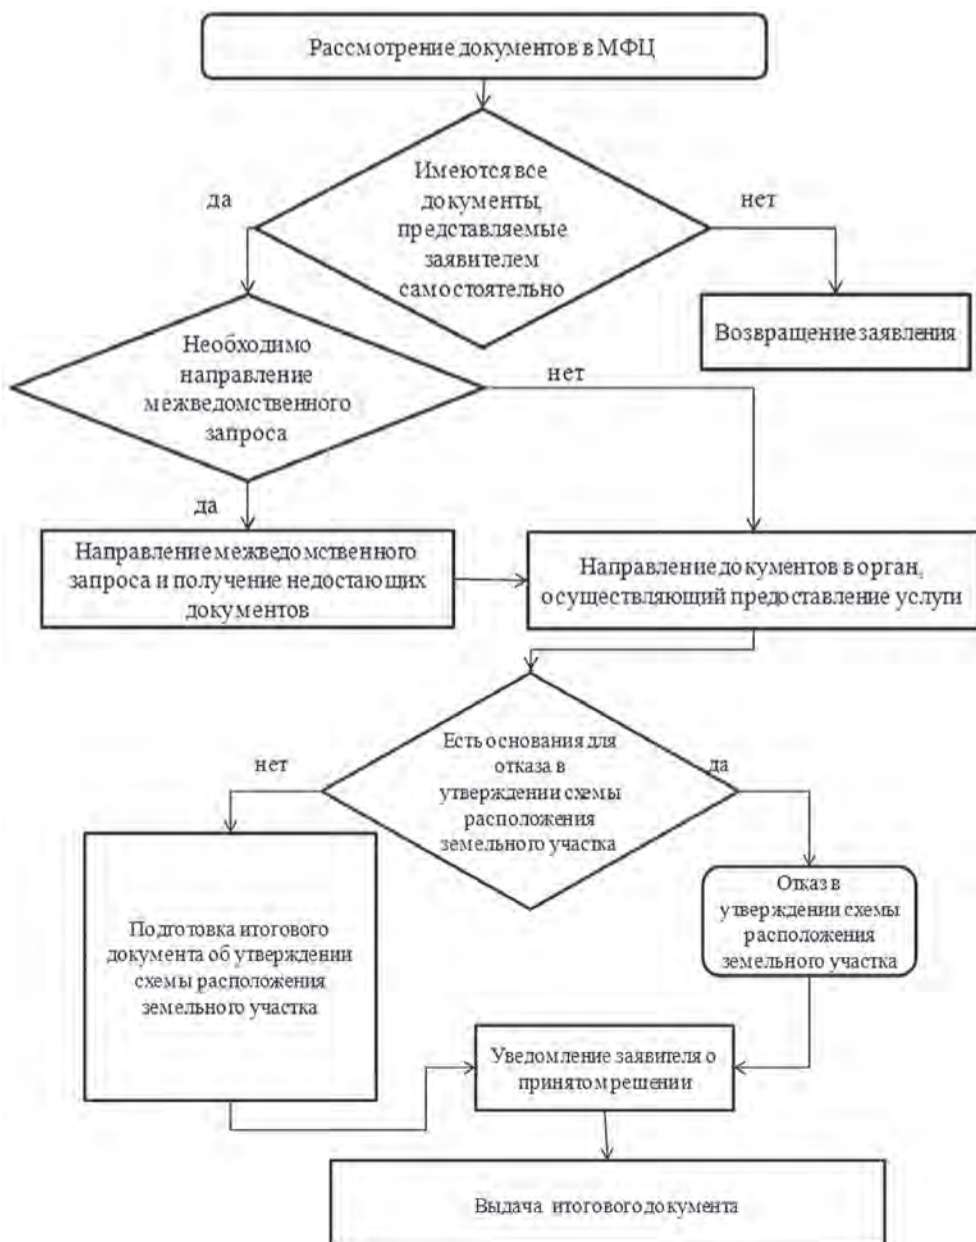 Рассмотрение документов в МФЦ
Имеются все
документы,
представляемые
заявителем
самостоятельно
да
нет
Возвращение заявления
Необходимо
направление
межведомственного
запроса
нет
да
Направление межведомственного
запроса и получение недостающих
документов
Направление документов в орган,
осуществляющий предоставление услуги
Есть основания для
отказа в
утверждении схемы
расположения
земельного участка
нет
да
Отказ в
утверждении схемы
расположения
земельного участка
Подготовка итогового
документа об утверждении
схемы расположения
земельного участка
Уведомление заявителя о
принятом решении
Выдача итогового документа